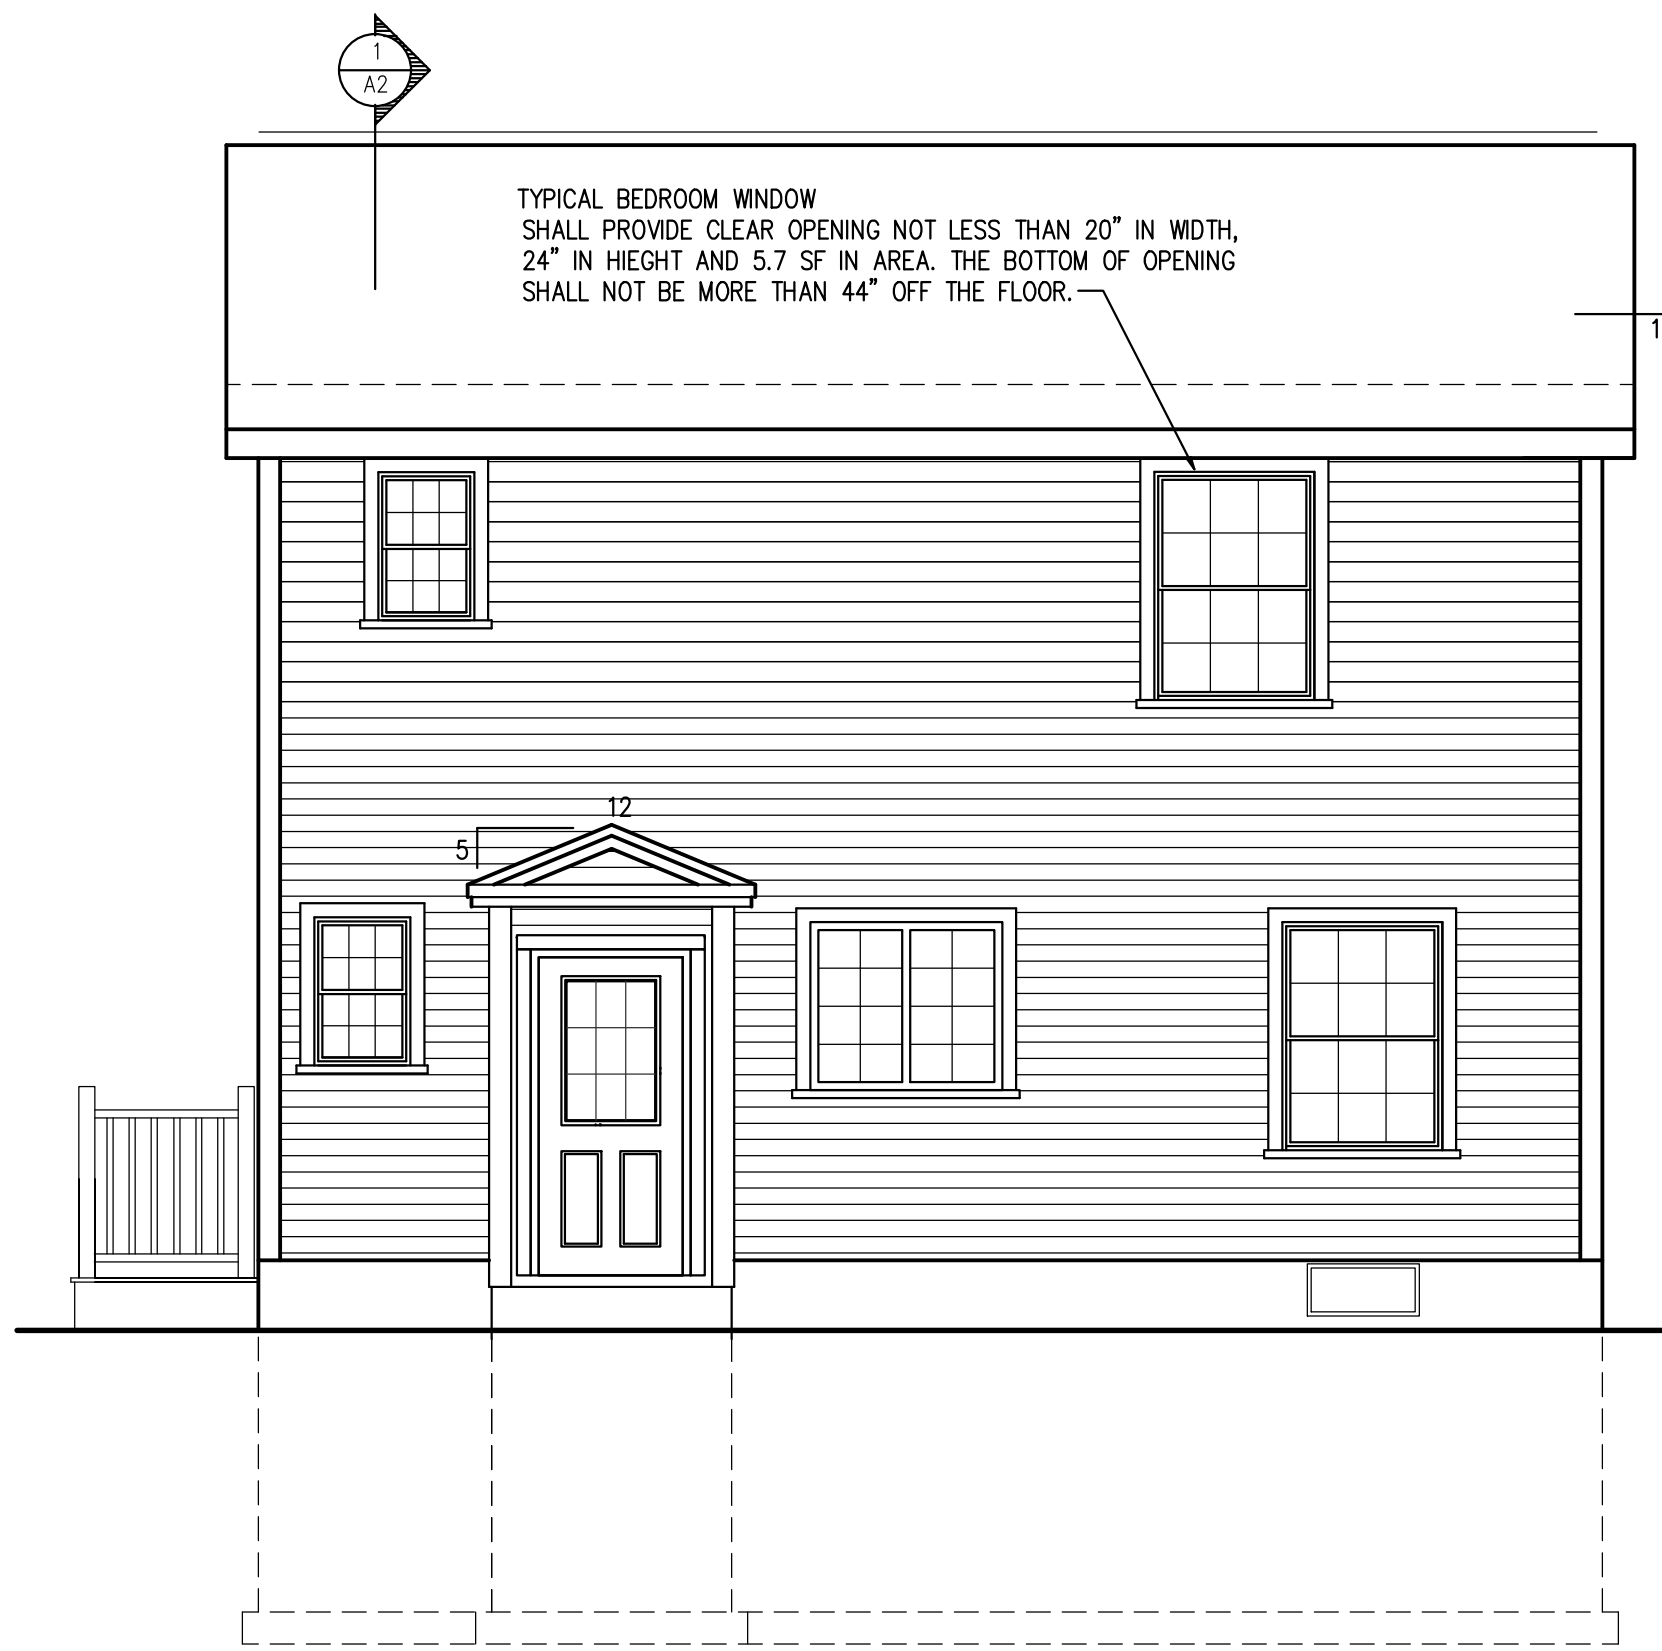 1
A2
TYPICAL BEDROOM WINDOW
SHALL PROVIDE CLEAR OPENING NOT LESS THAN 20" IN WIDTH,
24" IN HIEGHT AND 5.7 SF IN AREA. THE BOTTOM OF OPENING
SHALL NOT BE MORE THAN 44" OFF THE FLOOR.
1
12
5